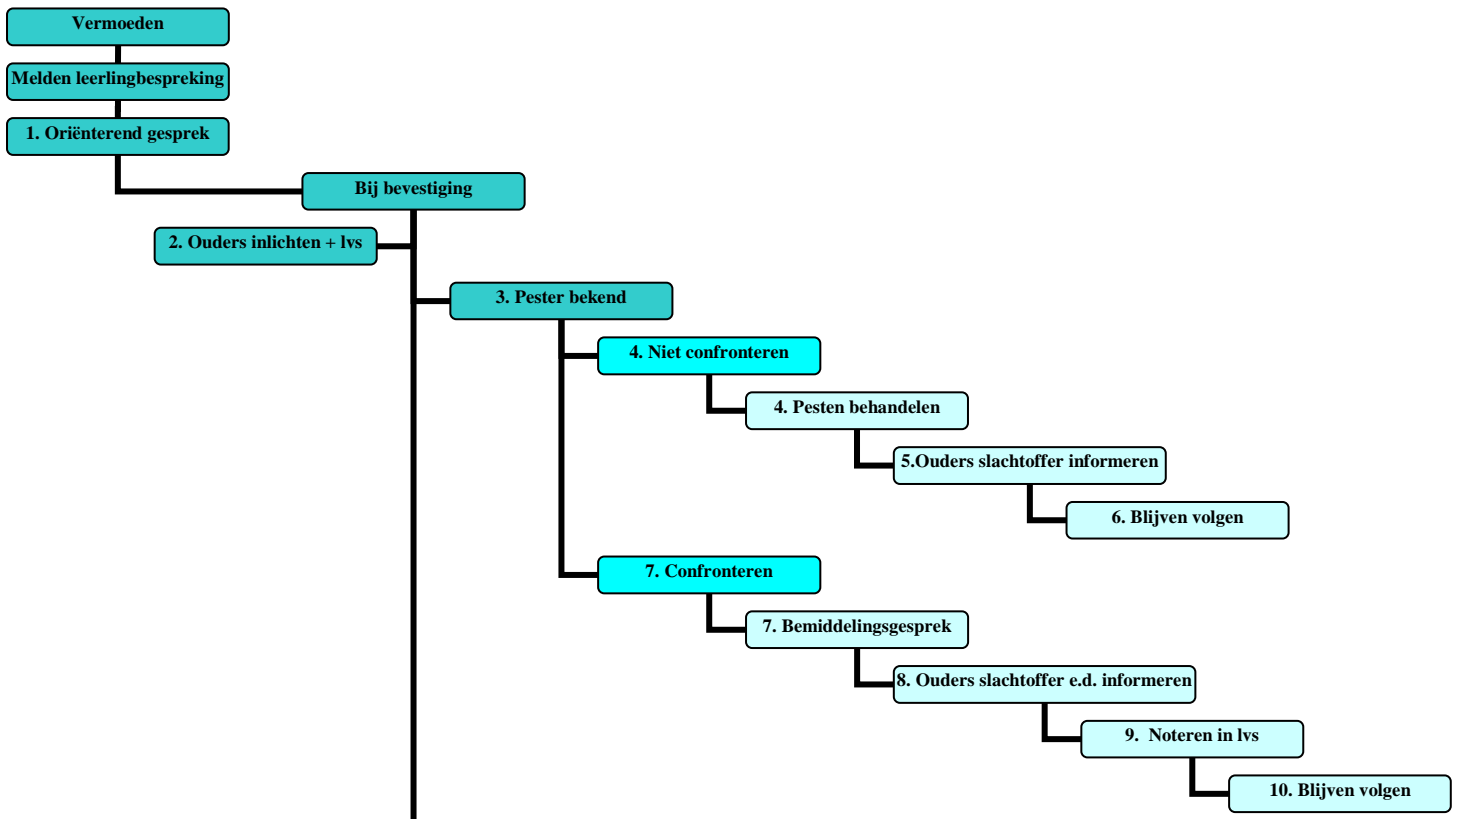 Vermoeden
Melden leerlingbespreking
1. Oriënterend gesprek
Bij bevestiging
2. Ouders inlichten + lvs
3. Pester bekend
4. Niet confronteren
4. Pesten behandelen
5.Ouders slachtoffer informeren
6. Blijven volgen
7. Confronteren
7. Bemiddelingsgesprek
8. Ouders slachtoffer e.d. informeren
9. Noteren in lvs
10. Blijven volgen